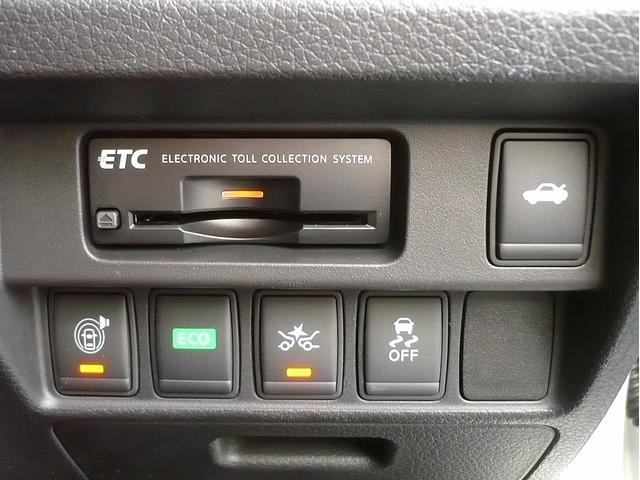 ETC ELECTRONIC TOLL COLLECTION SYSTEM
ECO
OFF